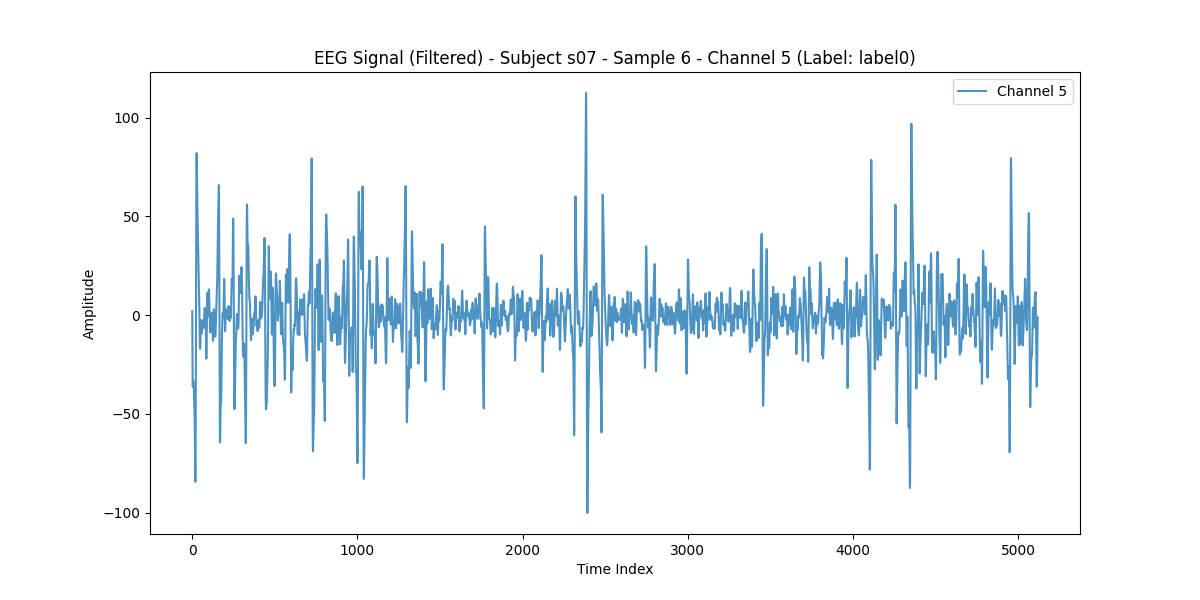 EEG Signal (Filtered) - Subject s07 - Sample 6 - Channel 5 (Label: label0)
Channel 5
100
50
0
−50
−100
Amplitude
0 1000 2000 3000 4000 5000
Time Index